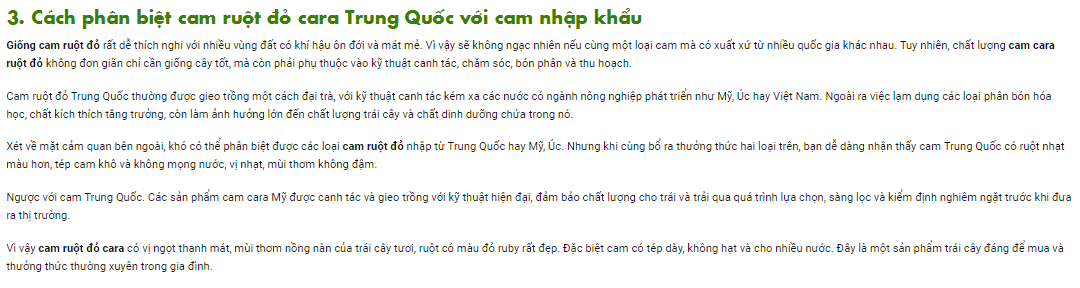 3. Cách phân biệt cam ruột đỏ cara Trung Quốc với cam nhập khẩu
Giống cam ruột đỏ rất dễ thích nghi với nhiều vùng đất có khí hậu ôn đới và mát mẻ. Vì vậy sẽ không ngạc nhiên nếu cùng một loại cam mà có xuất xứ từ nhiều quốc gia khác nhau. Tuy nhiên, chất lượng cam cara
ruột đỏ không đơn giãn chỉ cần giống cây tốt, mà còn phải phụ thuộc vào kỹ thuật canh tác, chăm sóc, bón phân và thu hoạch.
Cam ruột đỏ Trung Quốc thường được gieo trồng một cách đại trà, với kỹ thuật canh tác kém xa các nước có ngành nông nghiệp phát triển như Mỹ, Úc hay Việt Nam. Ngoài ra việc lạm dụng các loại phân bón hóa
học, chất kích thích tăng trưởng, còn làm ảnh hưởng lớn đến chất lượng trái cây và chất dinh dưỡng chứa trong nó.
Xét về mặt cảm quan bên ngoài, khó có thể phân biệt được các loại cam ruột đỏ nhập từ Trung Quốc hay Mỹ, Úc. Nhưng khi cùng bổ ra thưởng thức hai loại trên, bạn dễ dàng nhận thấy cam Trung Quốc có ruột nhạt
màu hơn, tép cam khô và không mọng nước, vị nhạt, mùi thơm không đậm.
Ngược với cam Trung Quốc. Các sản phẩm cam cara Mỹ được canh tác và gieo trồng với kỹ thuật hiện đại, đảm bảo chất lượng cho trái và trải qua quá trình lựa chọn, sàng lọc và kiểm định nghiêm ngặt trước khi đưa
ra thị trường.
Vì vậy cam ruột đỏ cara có vị ngọt thanh mát, mùi thơm nồng nàn của trái cây tươi, ruột có màu đỏ ruby rất đẹp. Đặc biệt cam có tép dày, không hạt và cho nhiều nước. Đây là một sản phẩm trái cây đáng để mua và
thưởng thức thường xuyên trong gia đình.